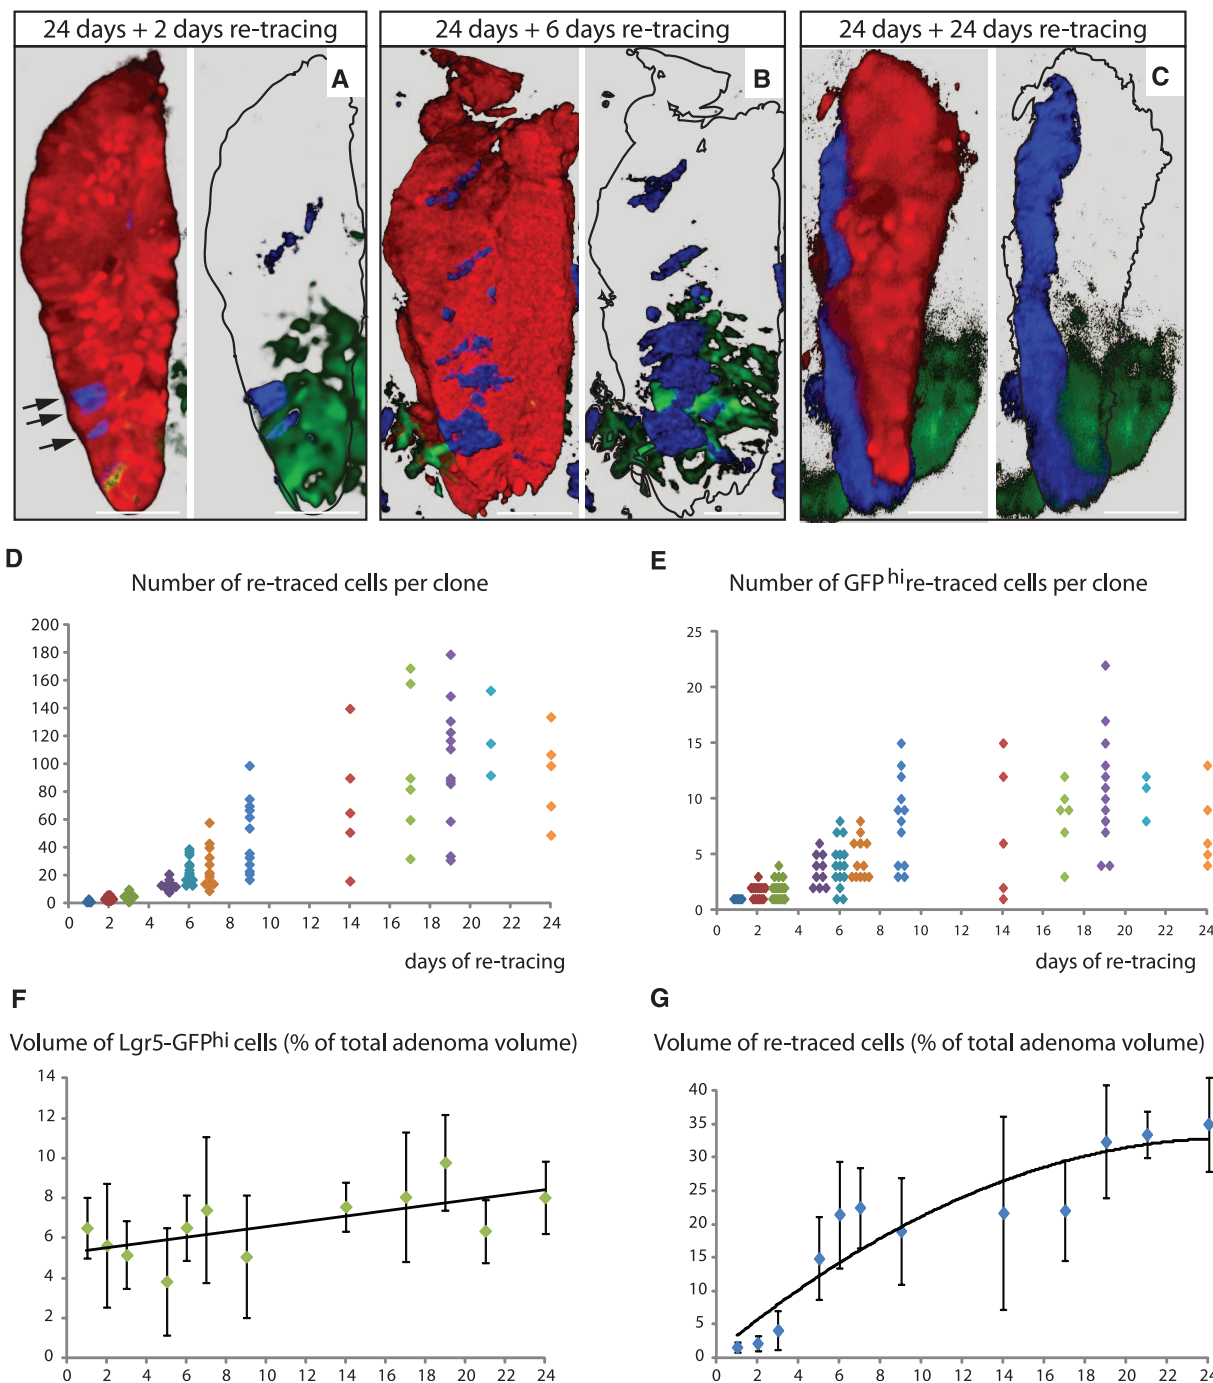 24 days + 2 days re-tracing
24 days + 6 days re-tracing
24 days + 24 days re-tracing
A
B
C
D
Number of re-traced cells per clone
200
180
160
140
120
100
80
60
40
20
0
0 2 4 6 8 10 12 14 16 18 20 22 24
days of re-tracing
E
Number of GFP hi re-traced cells per clone
25
20
15
10
5
0
0 2 4 6 8 10 12 14 16 18 20 22 24
days of re-tracing
F
Volume of Lgr5-GFPhi cells (% of total adenoma volume)
14
12
10
8
6
4
2
0
0 2 4 6 8 10 12 14 16 18 20 22 24
G
Volume of re-traced cells (% of total adenoma volume)
40
35
30
25
20
15
10
5
0
0 2 4 6 8 10 12 14 16 18 20 22 24